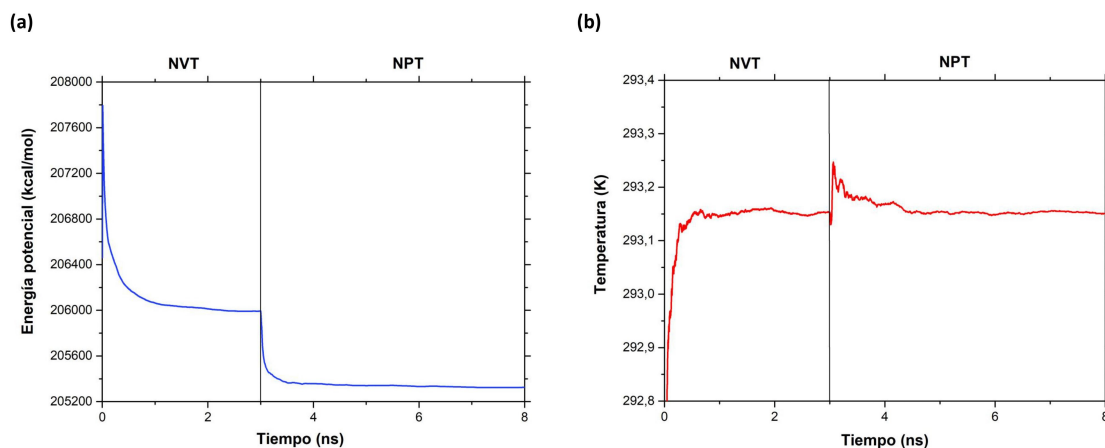 (a)
NVT NPT
208000
207600
207200
206800
206400
206000
205600
205200
0 2 4 6 8
Energía potencial (kcal/mol)
Tiempo (ns)
(b)
NVT NPT
293,4
293,3
293,2
293,1
293,0
292,9
292,8
0 2 4 6 8
Temperatura (K)
Tiempo (ns)